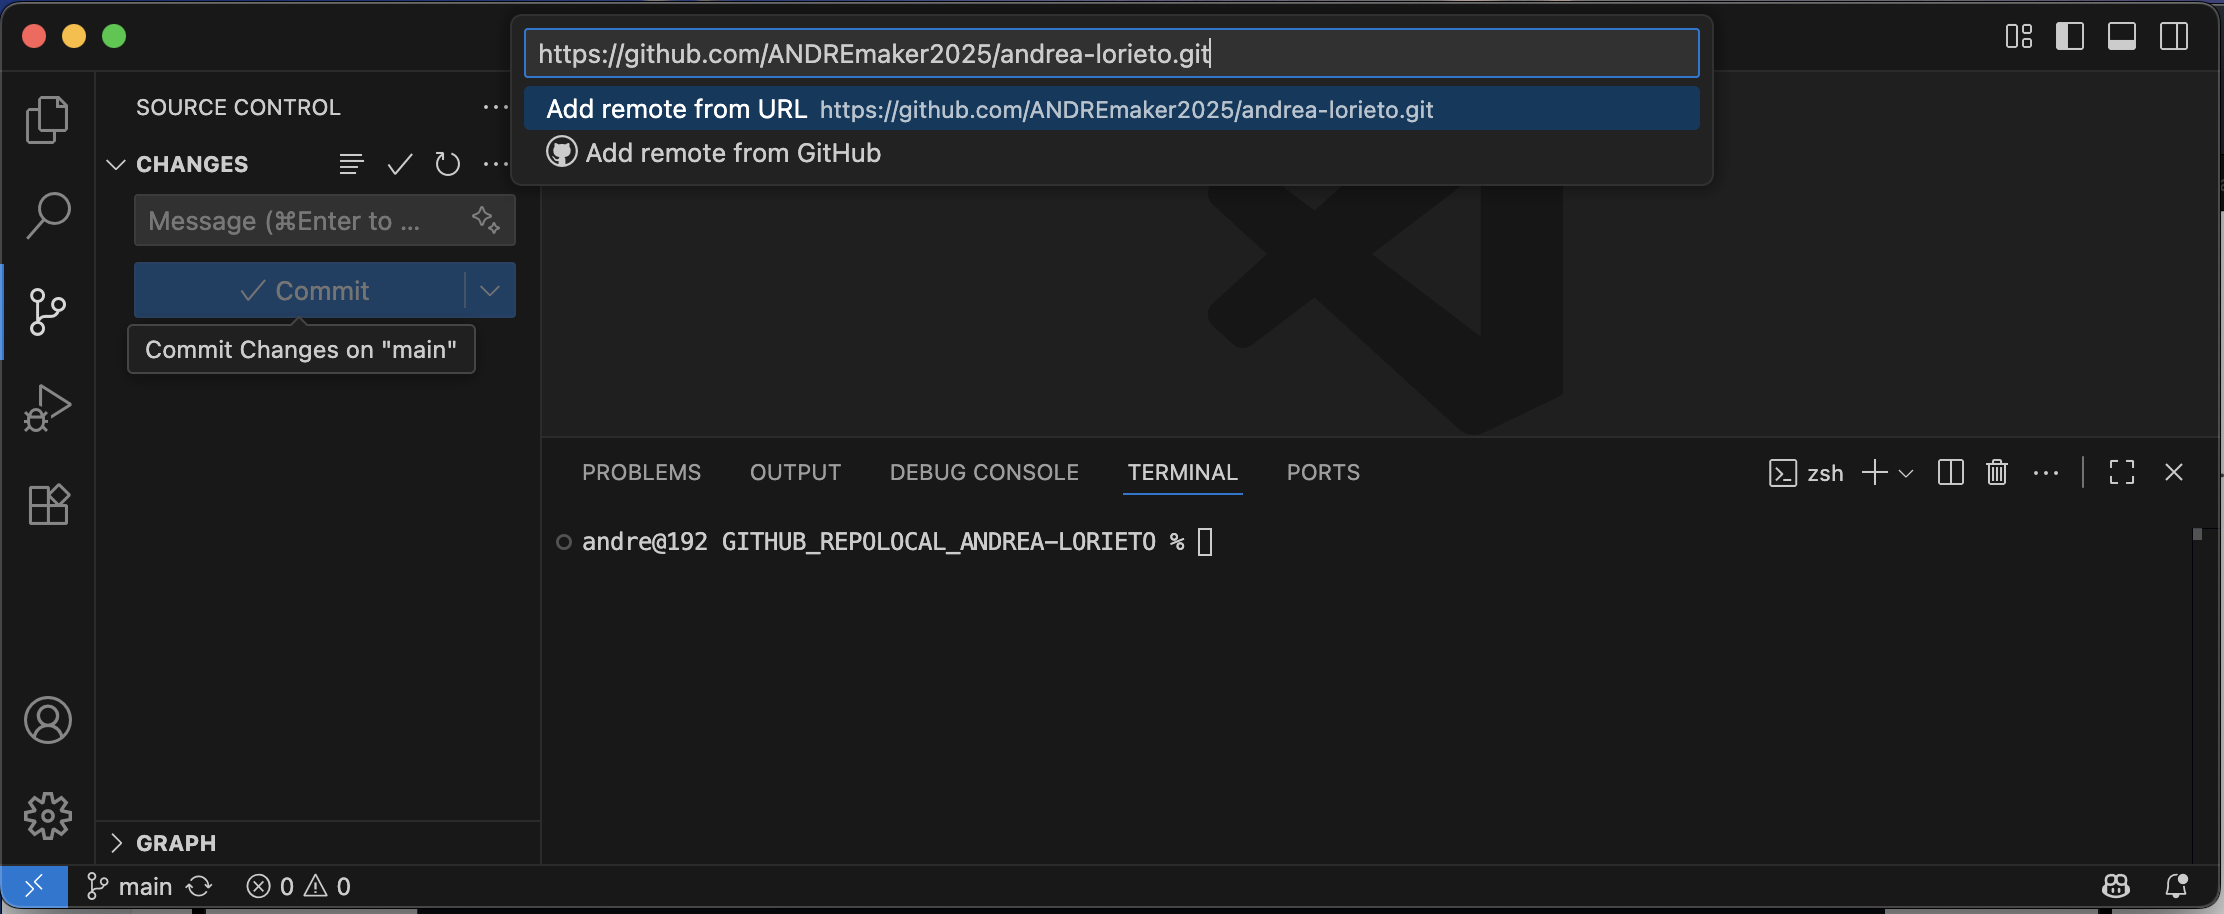 https://github.com/ANDREmaker2025/andrea-lorieto.git
Add remote from URL https://github.com/ANDREmaker2025/andrea-lorieto.git
Add remote from GitHub
SOURCE CONTROL
CHANGES
Message (⌘Enter to ...
Commit
Commit Changes on "main"
PROBLEMS OUTPUT DEBUG CONSOLE TERMINAL PORTS zsh
andre@192 GITHUB_REPOLOCAL_ANDREA-LORIETO %
GRAPH
main 0 0